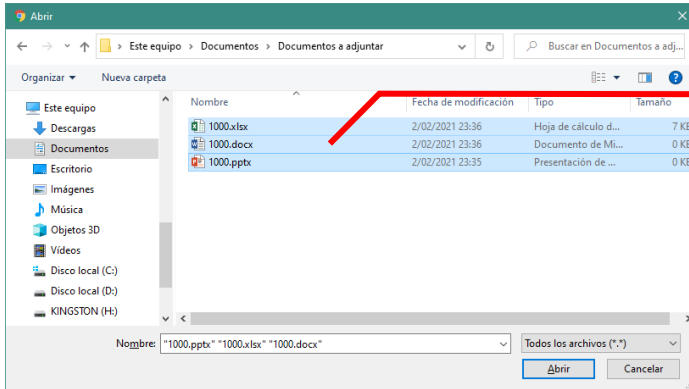 Abrir
Este equipo > Documentos > Documentos a adjuntar
Buscar en Documentos a adj...
Organizar Nueva carpeta
Nombre Fecha de modificación Tipo Tamaño
Este equipo
Descargas
Documentos
Escritorio
Imágenes
Música
Objetos 3D
Vídeos
Disco local (C:)
Disco local (D:)
KINGSTON (H:)
1000.xlsx 2/02/2021 23:36 Hoja de cálculo d... 7 KB
1000.docx 2/02/2021 23:36 Documento de Mi... 0 KB
1000.pptx 2/02/2021 23:35 Presentación de ... 0 KB
Nombre: "1000.pptx" "1000.xlsx" "1000.docx" Todos los archivos (*.*)
Abrir Cancelar